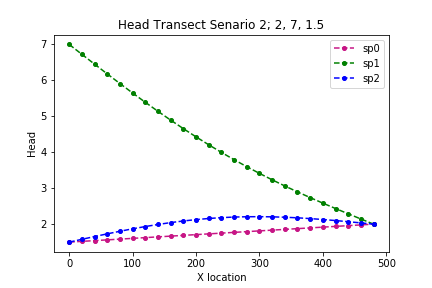 Head Transect Senario 2; 2, 7, 1.5
7
6
5
4
3
2
Head
sp0
sp1
sp2
0
100
200
300
400
500
X location